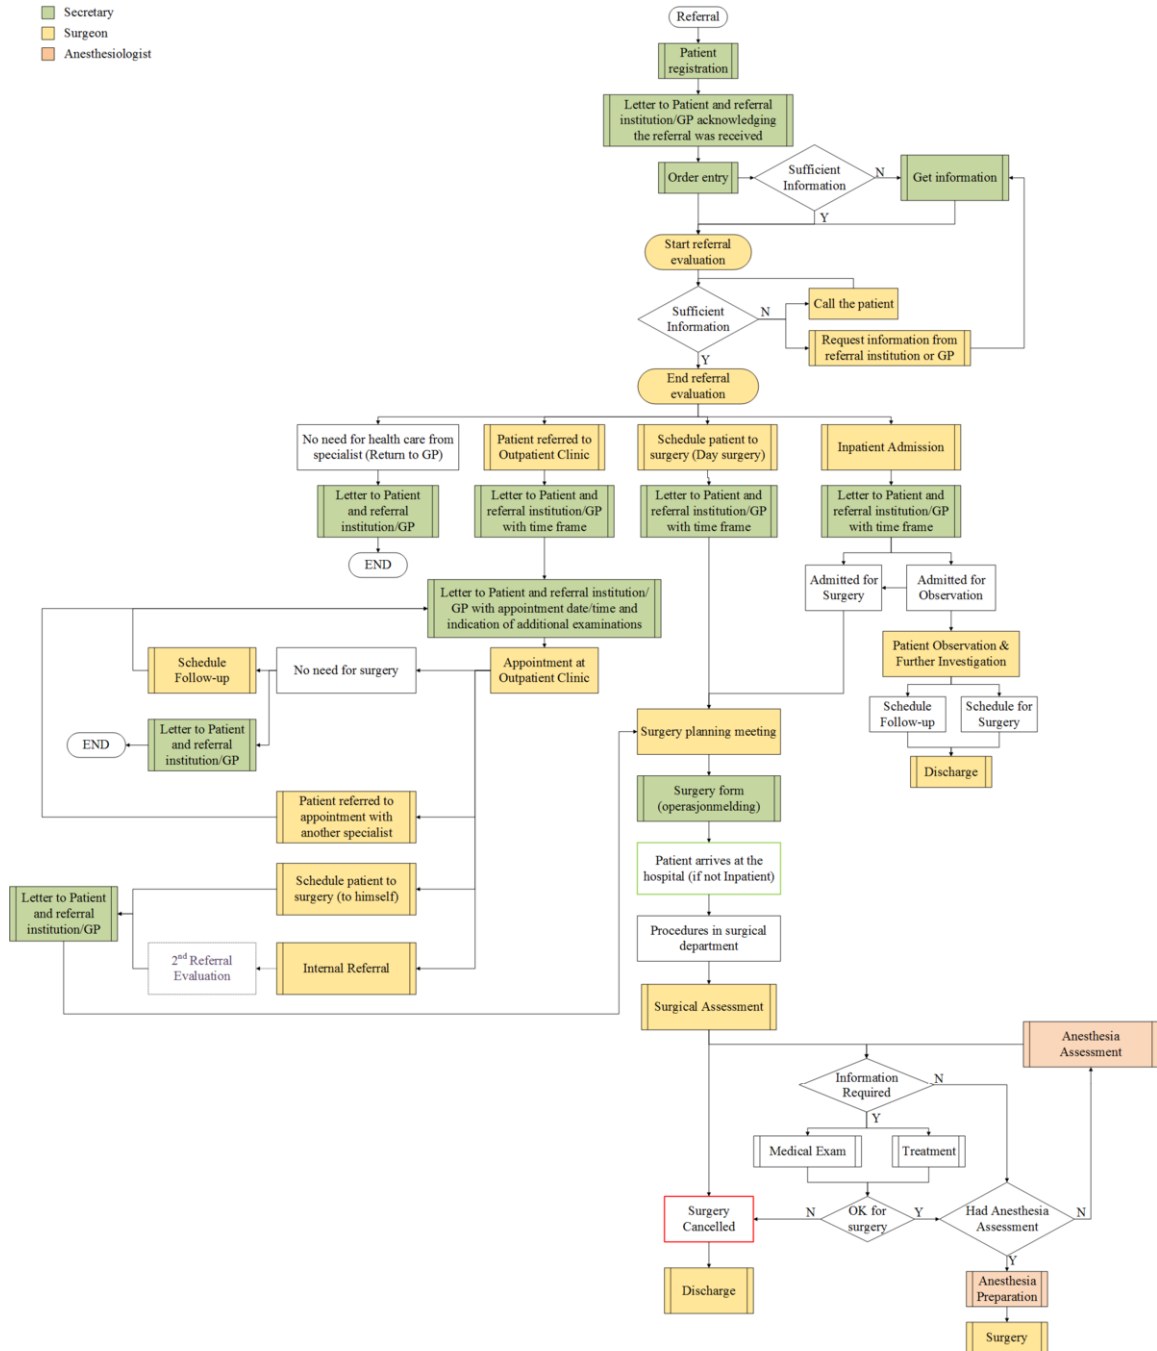 Secretary
Surgeon
Anesthesiologist
Referral
Patient
registration
Letter to Patient and referral
institution/GP acknowledging
the referral was received
Order entry
Sufficient
Information
N
Get information
Y
Start referral
evaluation
Sufficient
Information
N
Call the patient
Request information from
referral institution or GP
Y
End referral
evaluation
No need for health care from
specialist (Return to GP)
Patient referred to
Outpatient Clinic
Schedule patient to
surgery (Day surgery)
Inpatient Admission
Letter to Patient
and referral
institution/GP
Letter to Patient and
referral institution/GP
with time frame
Letter to Patient and
referral institution/GP
with time frame
Letter to Patient and
referral institution/GP
with time frame
END
Admitted for
Surgery
Admitted for
Observation
Letter to Patient and referral institution/
GP with appointment date/time and
indication of additional examinations
Patient Observation &
Further Investigation
Schedule
Follow-up
No need for surgery
Appointment at
Outpatient Clinic
Schedule
Follow-up
Schedule for
Surgery
END
Letter to Patient
and referral
institution/GP
Surgery planning meeting
Discharge
Surgery form
(operasjonmelding)
Patient referred to
appointment with
another specialist
Patient arrives at the
hospital (if not Inpatient)
Schedule patient to
surgery (to himself)
Letter to Patient
and referral
institution/GP
Procedures in surgical
department
2nd Referral
Evaluation
Internal Referral
Surgical Assessment
Anesthesia
Assessment
Information
Required
N
Y
Medical Exam
Treatment
Surgery
Cancelled
N
OK for
surgery
Y
Had Anesthesia
Assessment
N
Y
Discharge
Anesthesia
Preparation
Surgery